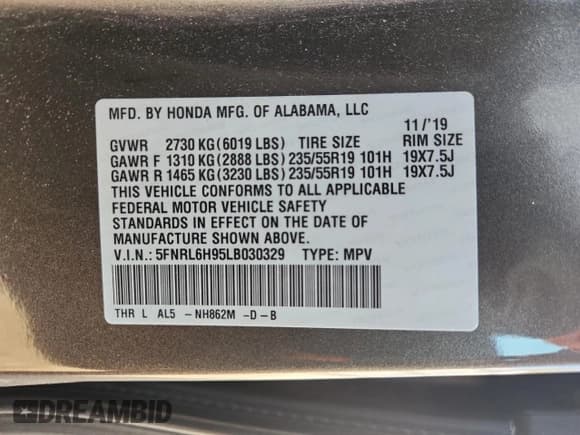 MFD. BY HONDA MFG. OF ALABAMA, LLC
11/'19
GVWR 2730 KG (6019 LBS) TIRE SIZE RIM SIZE
GAWR F 1310 KG (2888 LBS) 235/55R19 101H 19X7.5J
GAWR R 1465 KG (3230 LBS) 235/55R19 101H 19X7.5J
THIS VEHICLE CONFORMS TO ALL APPLICABLE
FEDERAL MOTOR VEHICLE SAFETY
STANDARDS IN EFFECT ON THE DATE OF
MANUFACTURE SHOWN ABOVE.
V.I.N.: 5FNRL6H95LB030329 TYPE: MPV
THR L AL5 -NH862M -D-B
DREAMBID